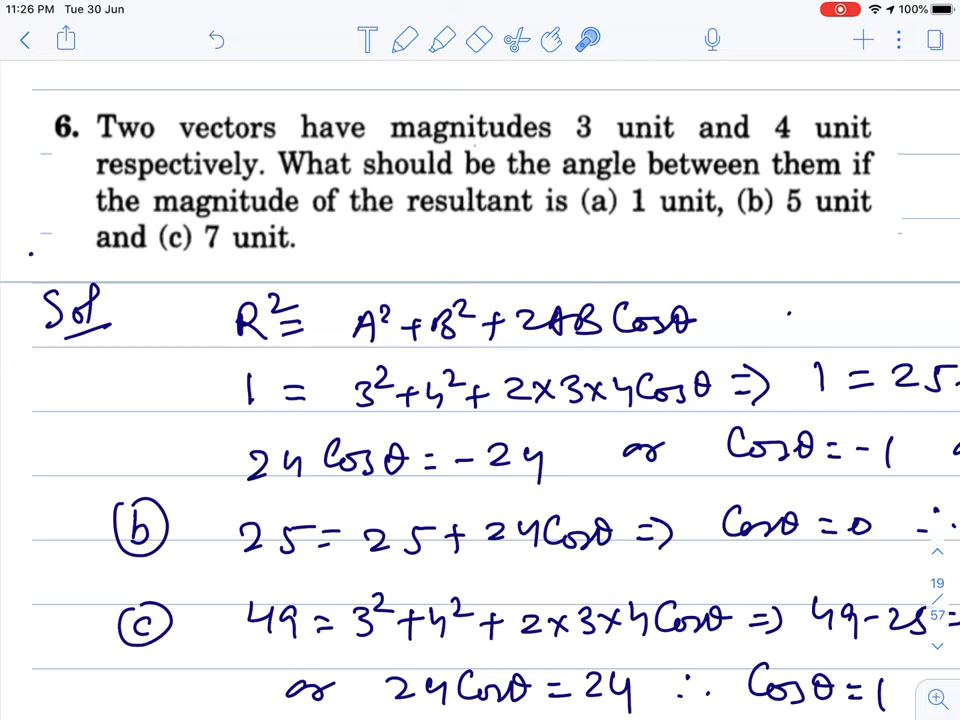 11:26 PM Tue 30 Jun 100%
6. Two vectors have magnitudes 3 unit and 4 unit
respectively. What should be the angle between them if
the magnitude of the resultant is (a) 1 unit, (b) 5 unit
and (c) 7 unit.
Sol R² = A² + B² + 2AB Cosθ
1 = 3² + 4² + 2×3×4 Cosθ ⇒ 1 = 25
24 Cosθ = -24 or Cosθ = -1
(b) 25 = 25 + 24 Cosθ ⇒ Cosθ = 0 ∴
(c) 49 = 3² + 4² + 2×3×4 Cosθ ⇒ 49 - 25 =
or 24 Cosθ = 24 ∴ Cosθ = 1
19
/
57